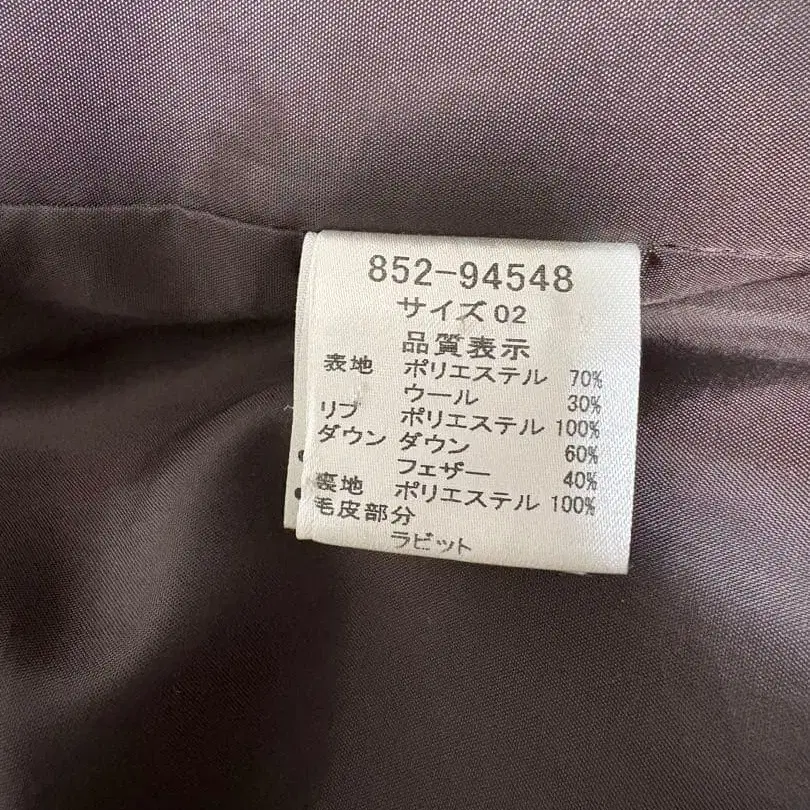 852-94548
サイズ02
品質表示
表地 ポリエステル 70%
ウール 30%
リブ ポリエステル 100%
ダウン ダウン 60%
フェザー 40%
裏地 ポリエステル 100%
毛皮部分
ラビット